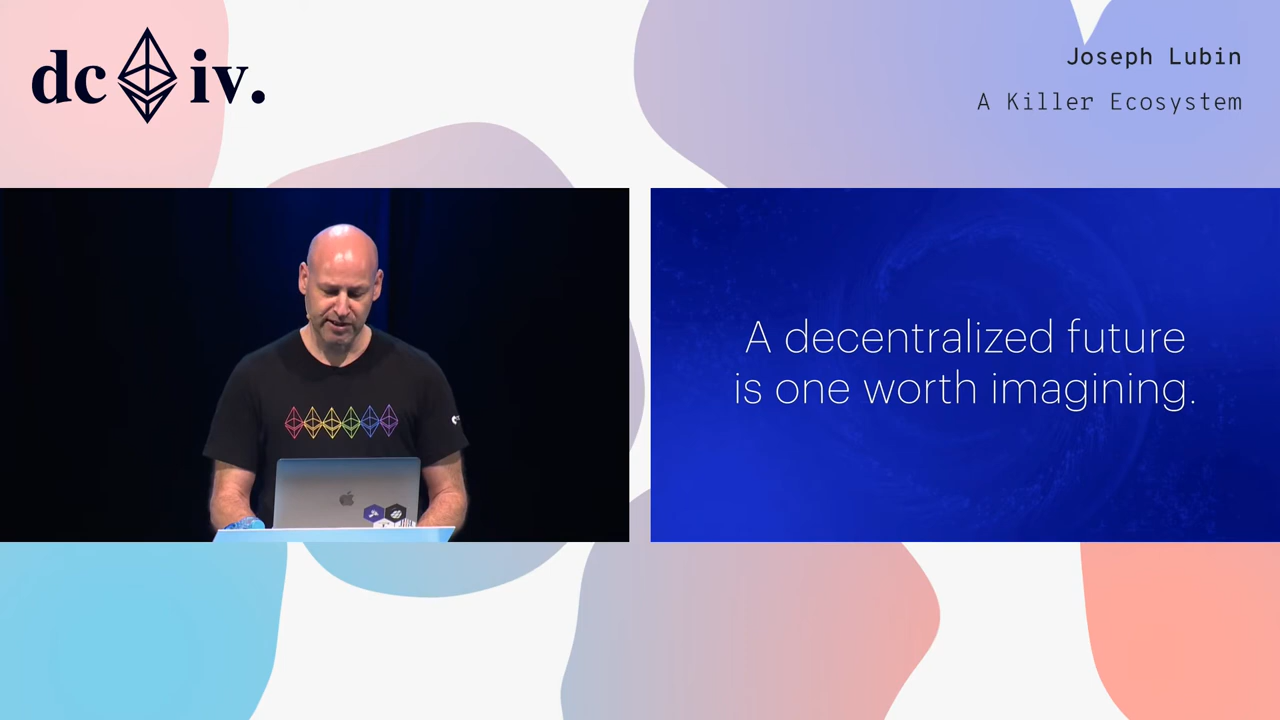 dc iv.
Joseph Lubin
A Killer Ecosystem
A decentralized future
is one worth imagining.